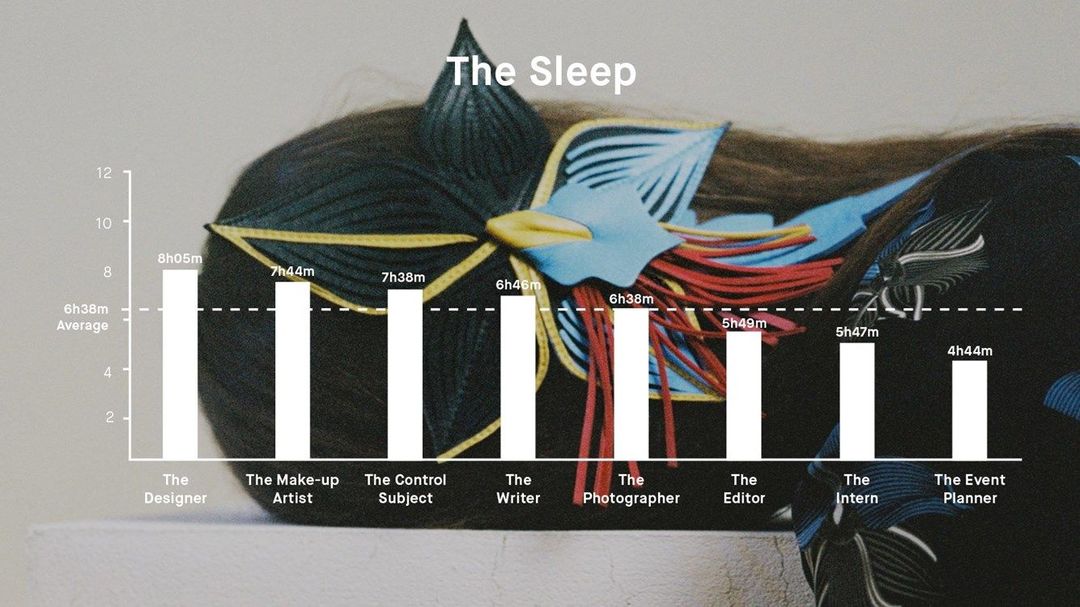 The Sleep
12
10
8
6h38m
Average
4
2
8h05m
7h44m
7h38m
6h46m
6h38m
5h49m
5h47m
4h44m
The
Designer
The Make-up
Artist
The Control
Subject
The
Writer
The
Photographer
The
Editor
The
Intern
The Event
Planner